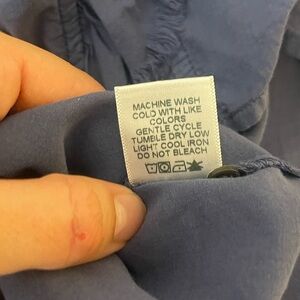 MACHINE WASH
COLD WITH LIKE
COLORS
GENTLE CYCLE
TUMBLE DRY LOW
LIGHT COOL IRON
DO NOT BLEACH